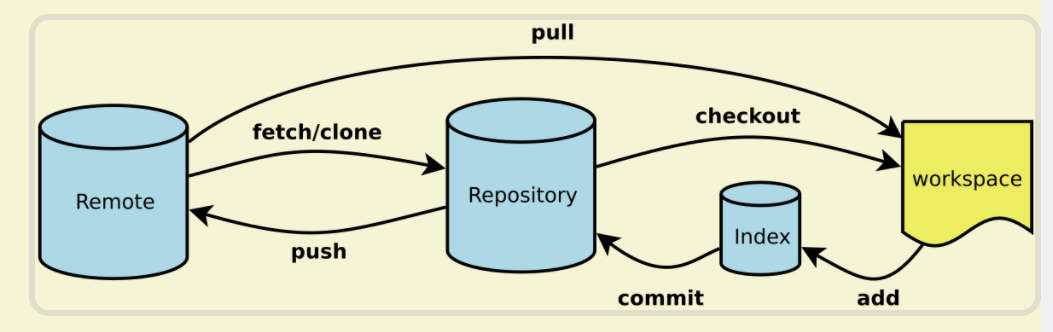 pull
fetch/clone
checkout
Remote
Repository
workspace
Index
push
commit
add